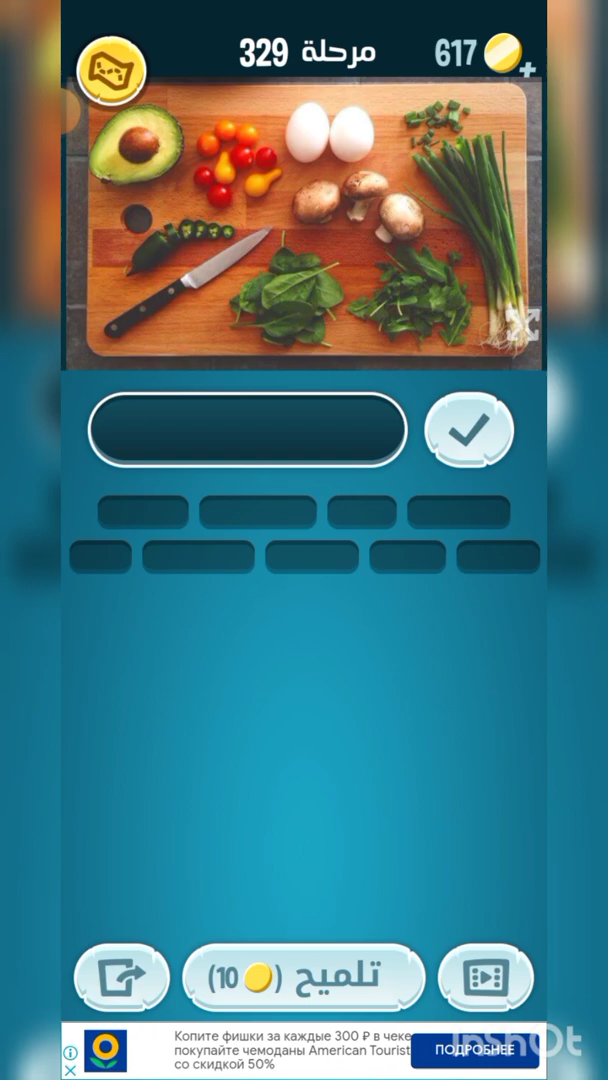 مرحلة 329
617
تلميح (10)
Копите фишки за каждые 300 ₽ в чеке
покупайте чемоданы American Tourist
со скидкой 50%
ПОДРОБНЕЕ
InShOt